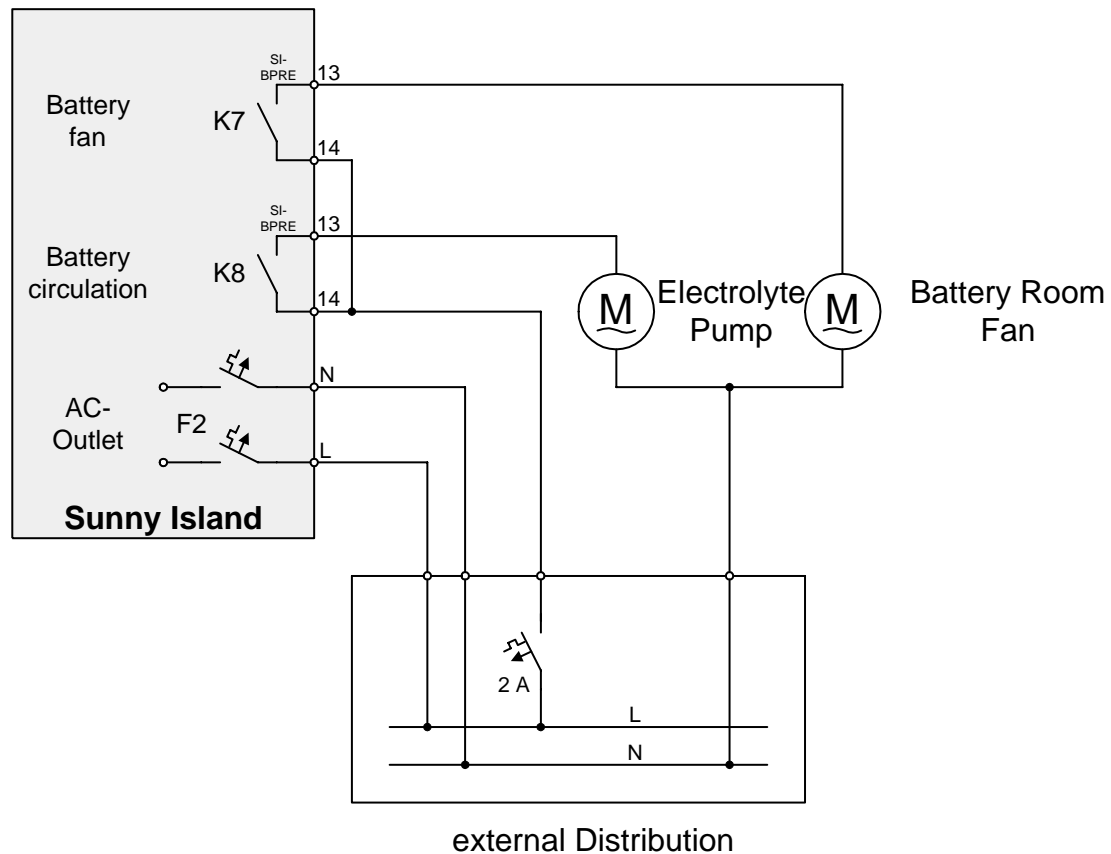 SI-
BPRE
13
Battery
fan
K7
14
SI-
BPRE
13
Battery
circulation
K8
14
M
Electrolyte
Pump
M
Battery Room
Fan
N
AC-
Outlet
F2
L
Sunny Island
2 A
L
N
external Distribution